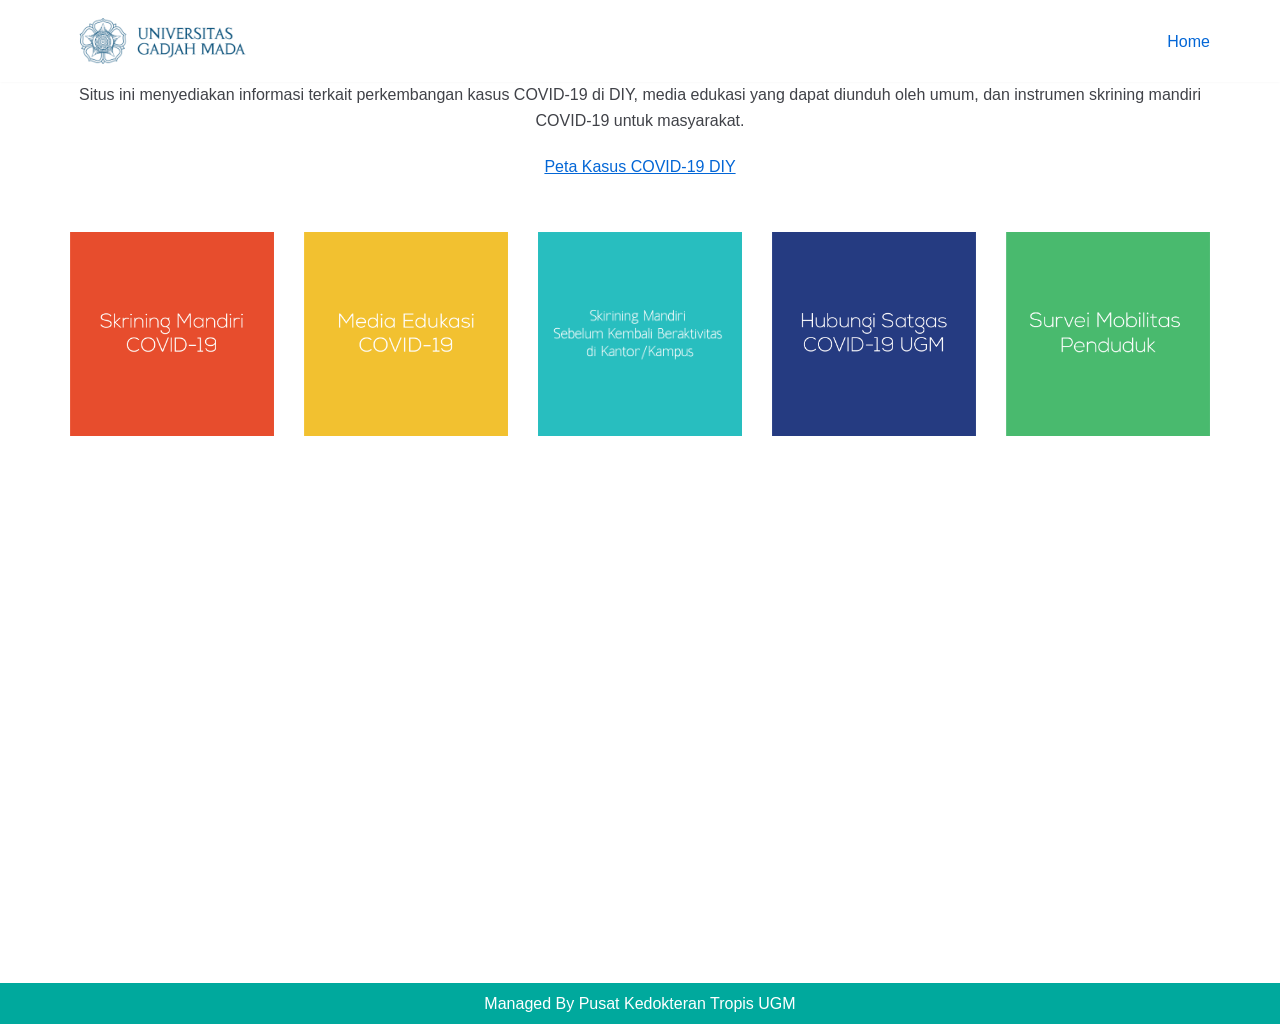 UNIVERSITAS
GADJAH MADA
Home
Situs ini menyediakan informasi terkait perkembangan kasus COVID-19 di DIY, media edukasi yang dapat diunduh oleh umum, dan instrumen skrining mandiri
COVID-19 untuk masyarakat.
Peta Kasus COVID-19 DIY
Skrining Mandiri
COVID-19
Media Edukasi
COVID-19
Skirining Mandiri
Sebelum Kembali Beraktivitas
di Kantor/Kampus
Hubungi Satgas
COVID-19 UGM
Survei Mobilitas
Penduduk
Managed By Pusat Kedokteran Tropis UGM